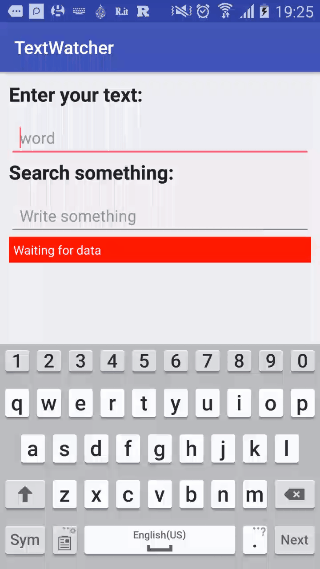 R.it R 19:25
TextWatcher
Enter your text:
word
Search something:
Write something
Waiting for data
1 2 3 4 5 6 7 8 9 0
q w e r t y u i o p
a s d f g h j k l
z x c v b n m
Sym English(US) . ? Next